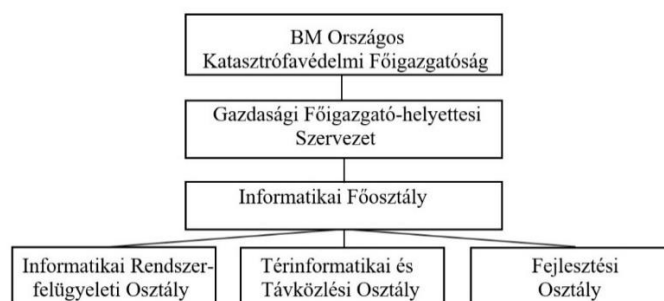 BM Országos
Katasztrófavédelmi Főigazgatóság
Gazdasági Főigazgató-helyettesi
Szervezet
Informatikai Főosztály
Informatikai Rendszer-
felügyeleti Osztály
Térinformatikai és
Távközlési Osztály
Fejlesztési
Osztály